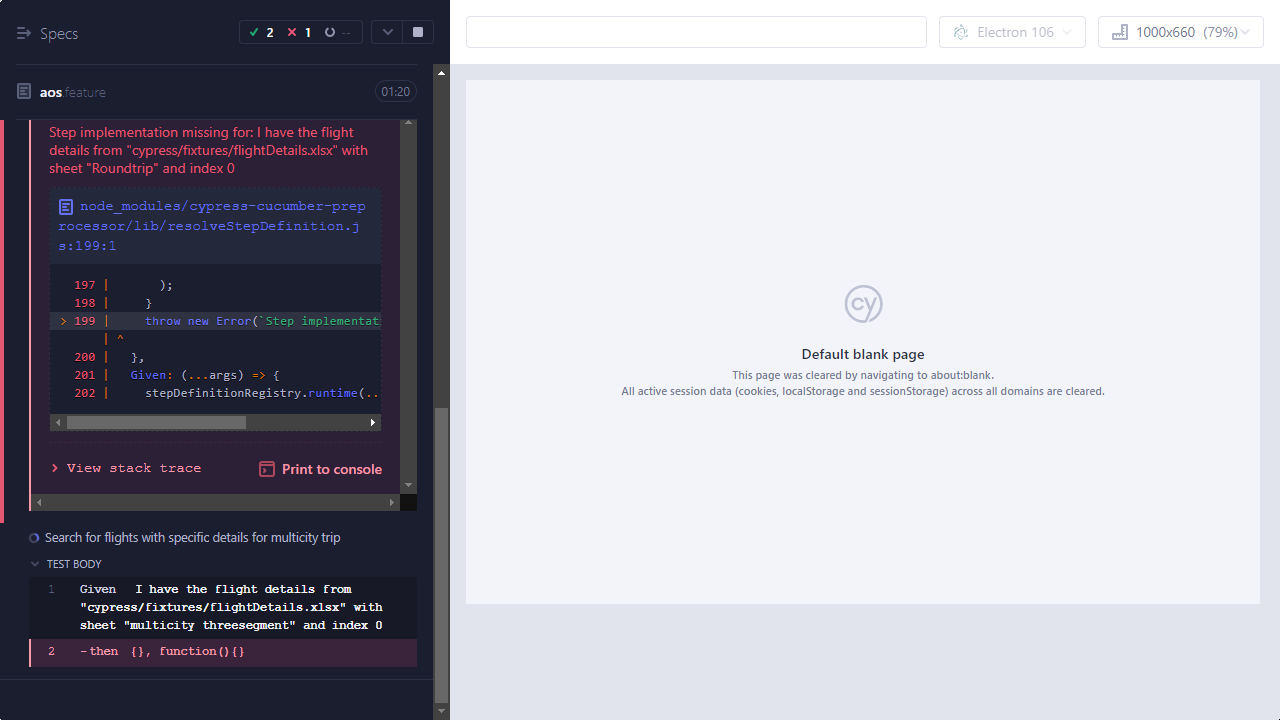 Specs
2
1
--
Electron 106
1000x660 (79%)
aos.feature
01:20
Step implementation missing for: I have the flight
details from "cypress/fixtures/flightDetails.xlsx" with
sheet "Roundtrip" and index 0
node_modules/cypress-cucumber-prep
rocessor/lib/resolveStepDefinition.j
s:199:1
197 | );
198 | }
> 199 | throw new Error(`Step implementat
| ^
200 | },
201 | Given: (...args) => {
202 | stepDefinitionRegistry.runtime(..
View stack trace
Print to console
Search for flights with specific details for multicity trip
TEST BODY
1 Given I have the flight details from
"cypress/fixtures/flightDetails.xlsx" with
sheet "multicity threesegment" and index 0
2 -then {}, function(){}
cy
Default blank page
This page was cleared by navigating to about:blank.
All active session data (cookies, localStorage and sessionStorage) across all domains are cleared.